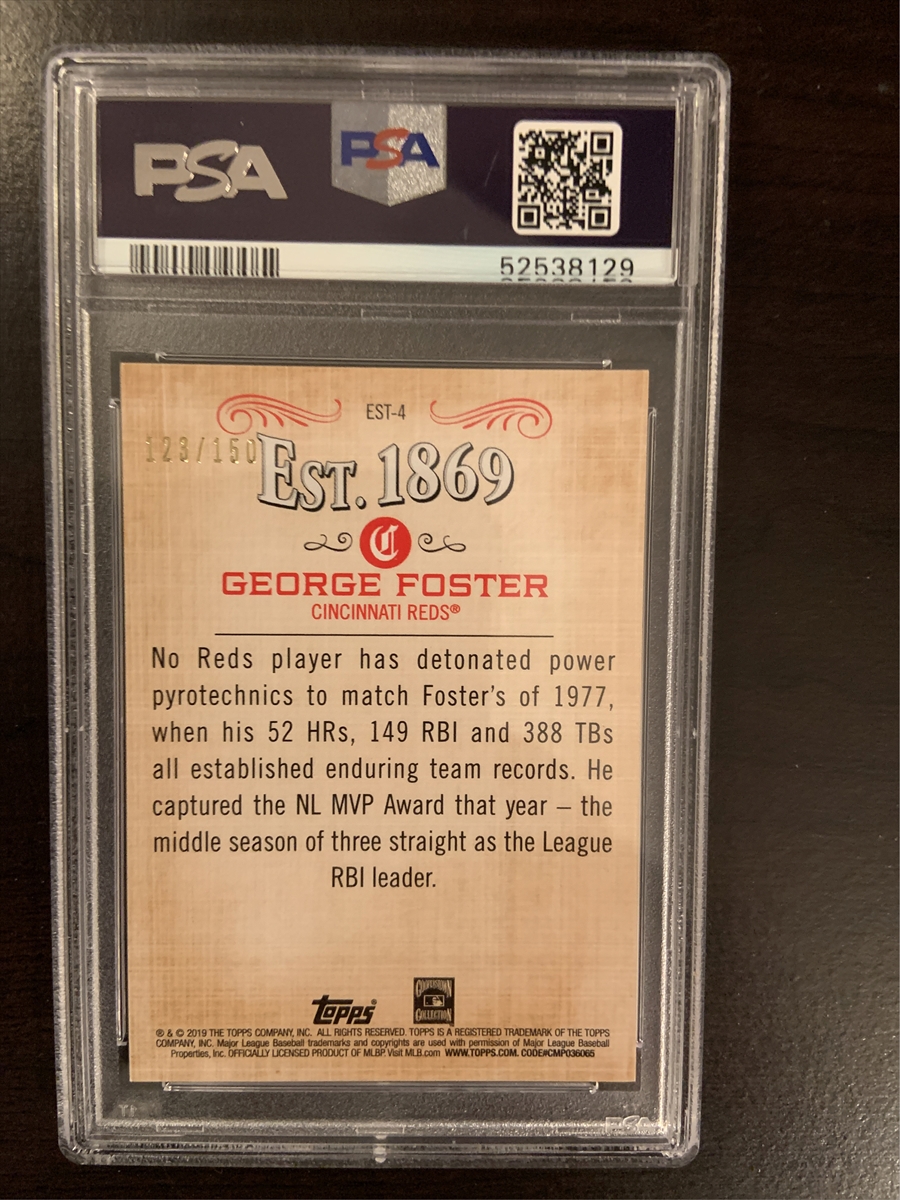 PSA PSA
52538129
EST-4
123/150
EST. 1869
C
GEORGE FOSTER
CINCINNATI REDS®
No Reds player has detonated power
pyrotechnics to match Foster's of 1977,
when his 52 HRs, 149 RBI and 388 TBs
all established enduring team records. He
captured the NL MVP Award that year – the
middle season of three straight as the League
RBI leader.
topps®
COOPERSTOWN
COLLECTION
® & © 2019 THE TOPPS COMPANY, INC. ALL RIGHTS RESERVED. TOPPS IS A REGISTERED TRADEMARK OF THE TOPPS
COMPANY, INC. Major League Baseball trademarks and copyrights are used with permission of Major League Baseball
Properties, Inc. OFFICIALLY LICENSED PRODUCT OF MLBP Visit MLB.com WWW.TOPPS.COM. CODE#CMP036065